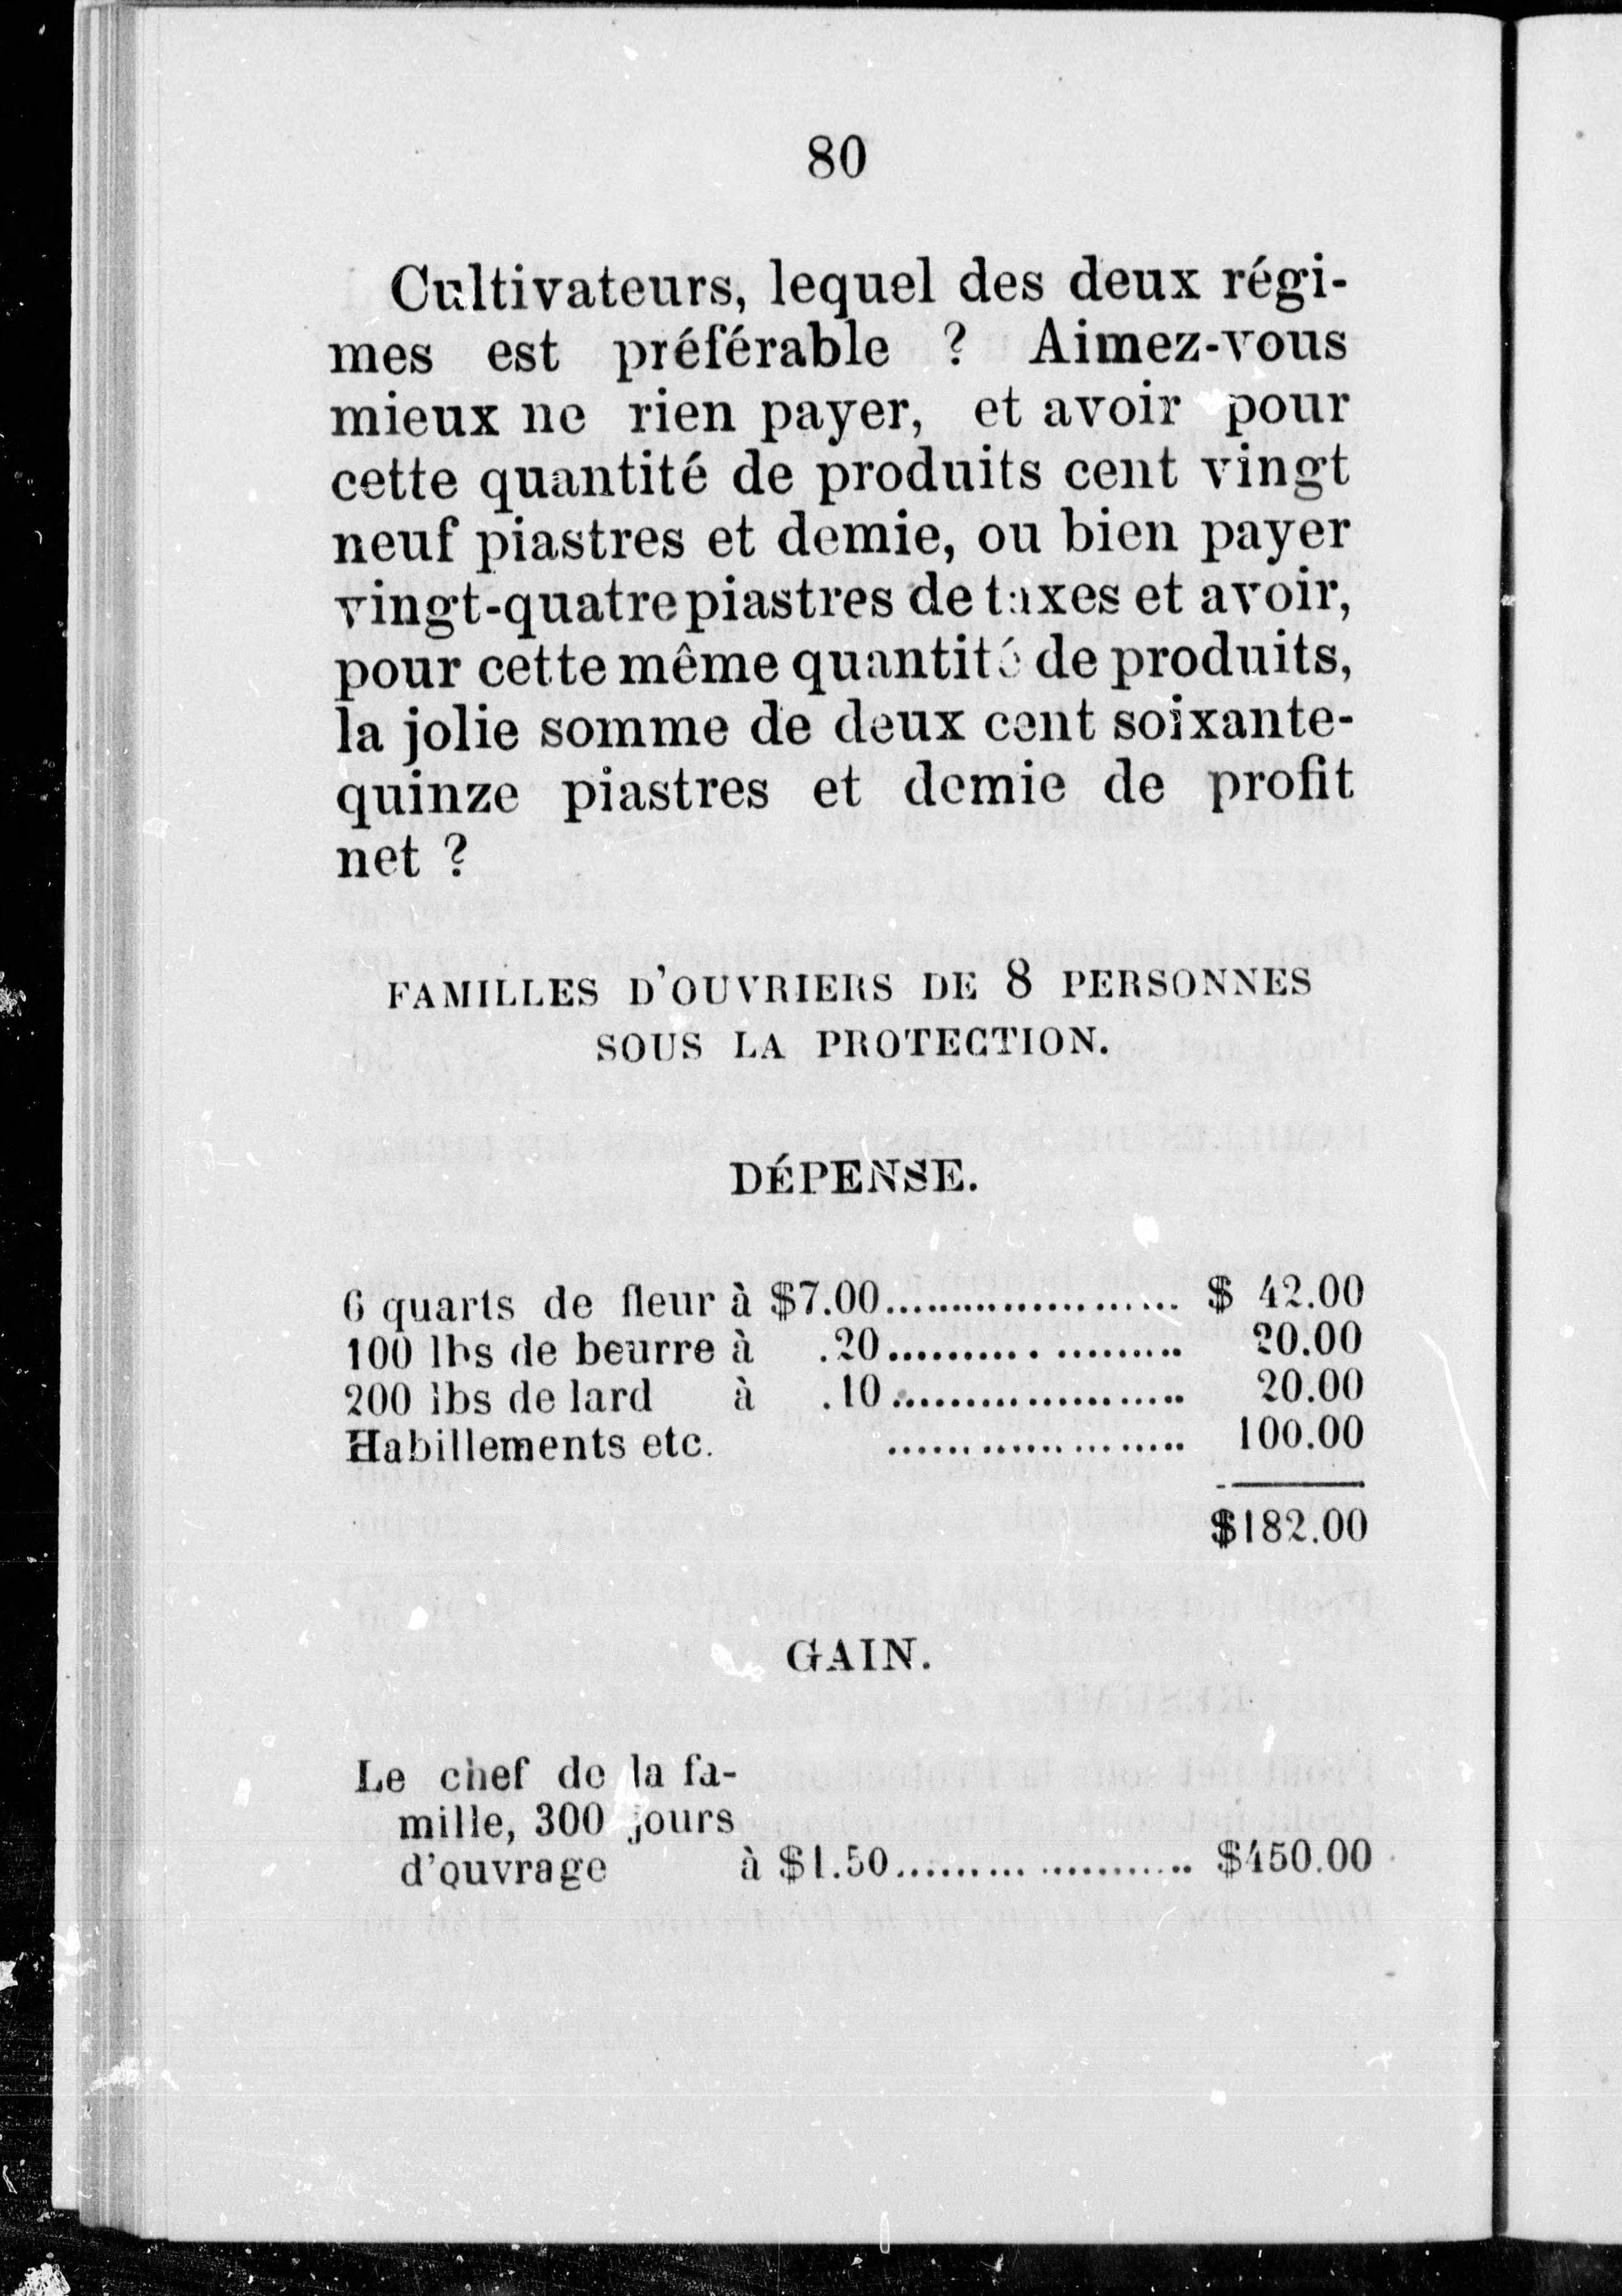 80
Cultivateurs, lequel des deux régi-
mes est préférable ? Aimez-vous
mieux ne rien payer, et avoir pour
cette quantité de produits cent vingt
neuf piastres et demie, ou bien payer
vingt-quatre piastres de taxes et avoir,
pour cette même quantité de produits,
la jolie somme de deux cent soixante-
quinze piastres et demie de profit
net ?
FAMILLES D'OUVRIERS DE 8 PERSONNES
SOUS LA PROTECTION.
DÉPENSE.
6 quarts de fleur à $7.00........................ $ 42.00
100 lbs de beurre à .20.................... 20.00
200 lbs de lard à .10.................... 20.00
Habillements etc. .................... 100.00
$182.00
GAIN.
Le chef de la fa-
mille, 300 jours
d'ouvrage à $1.50.................... $450.00